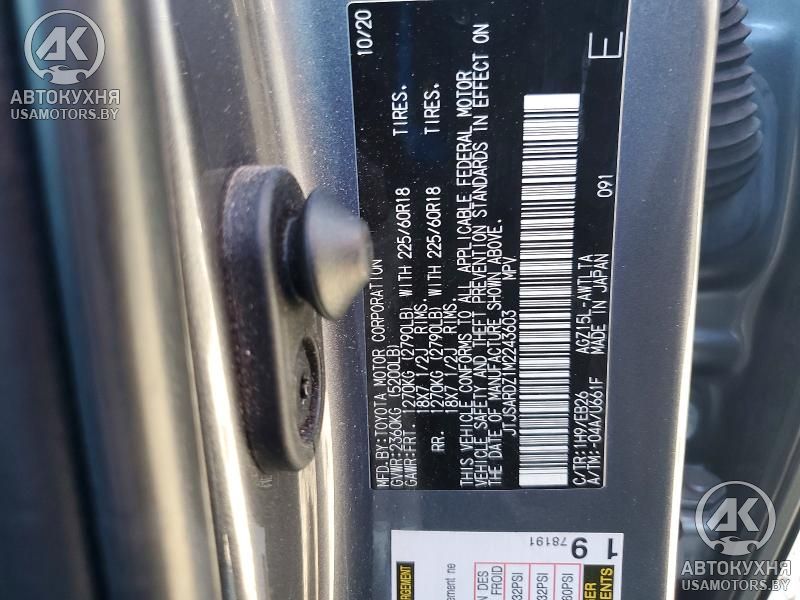 АВТОКУХНЯ
USAMOTORS.BY
MFD.BY:TOYOTA MOTOR CORPORATION 10/20
GVWR:2360KG (5200LB)
GAWR:FRT. 1270KG (2790LB) WITH 225/60R18 TIRES.
18X7 1/2J RIMS.
RR. 1270KG (2790LB) WITH 225/60R18 TIRES.
18X7 1/2J RIMS.
THIS VEHICLE CONFORMS TO ALL APPLICABLE FEDERAL MOTOR
VEHICLE SAFETY AND THEFT PREVENTION STANDARDS IN EFFECT ON
THE DATE OF MANUFACTURE SHOWN ABOVE.
JTJSARDZ1M2243603 MPV
C/TR:1H9/EB26 AGZ15L-AWTLTA
A/TM:-04A/U661F MADE IN JAPAN 091
E
1 9
78191
32PSI
32PSI
60PSI
АВТОКУХНЯ
USAMOTORS.BY